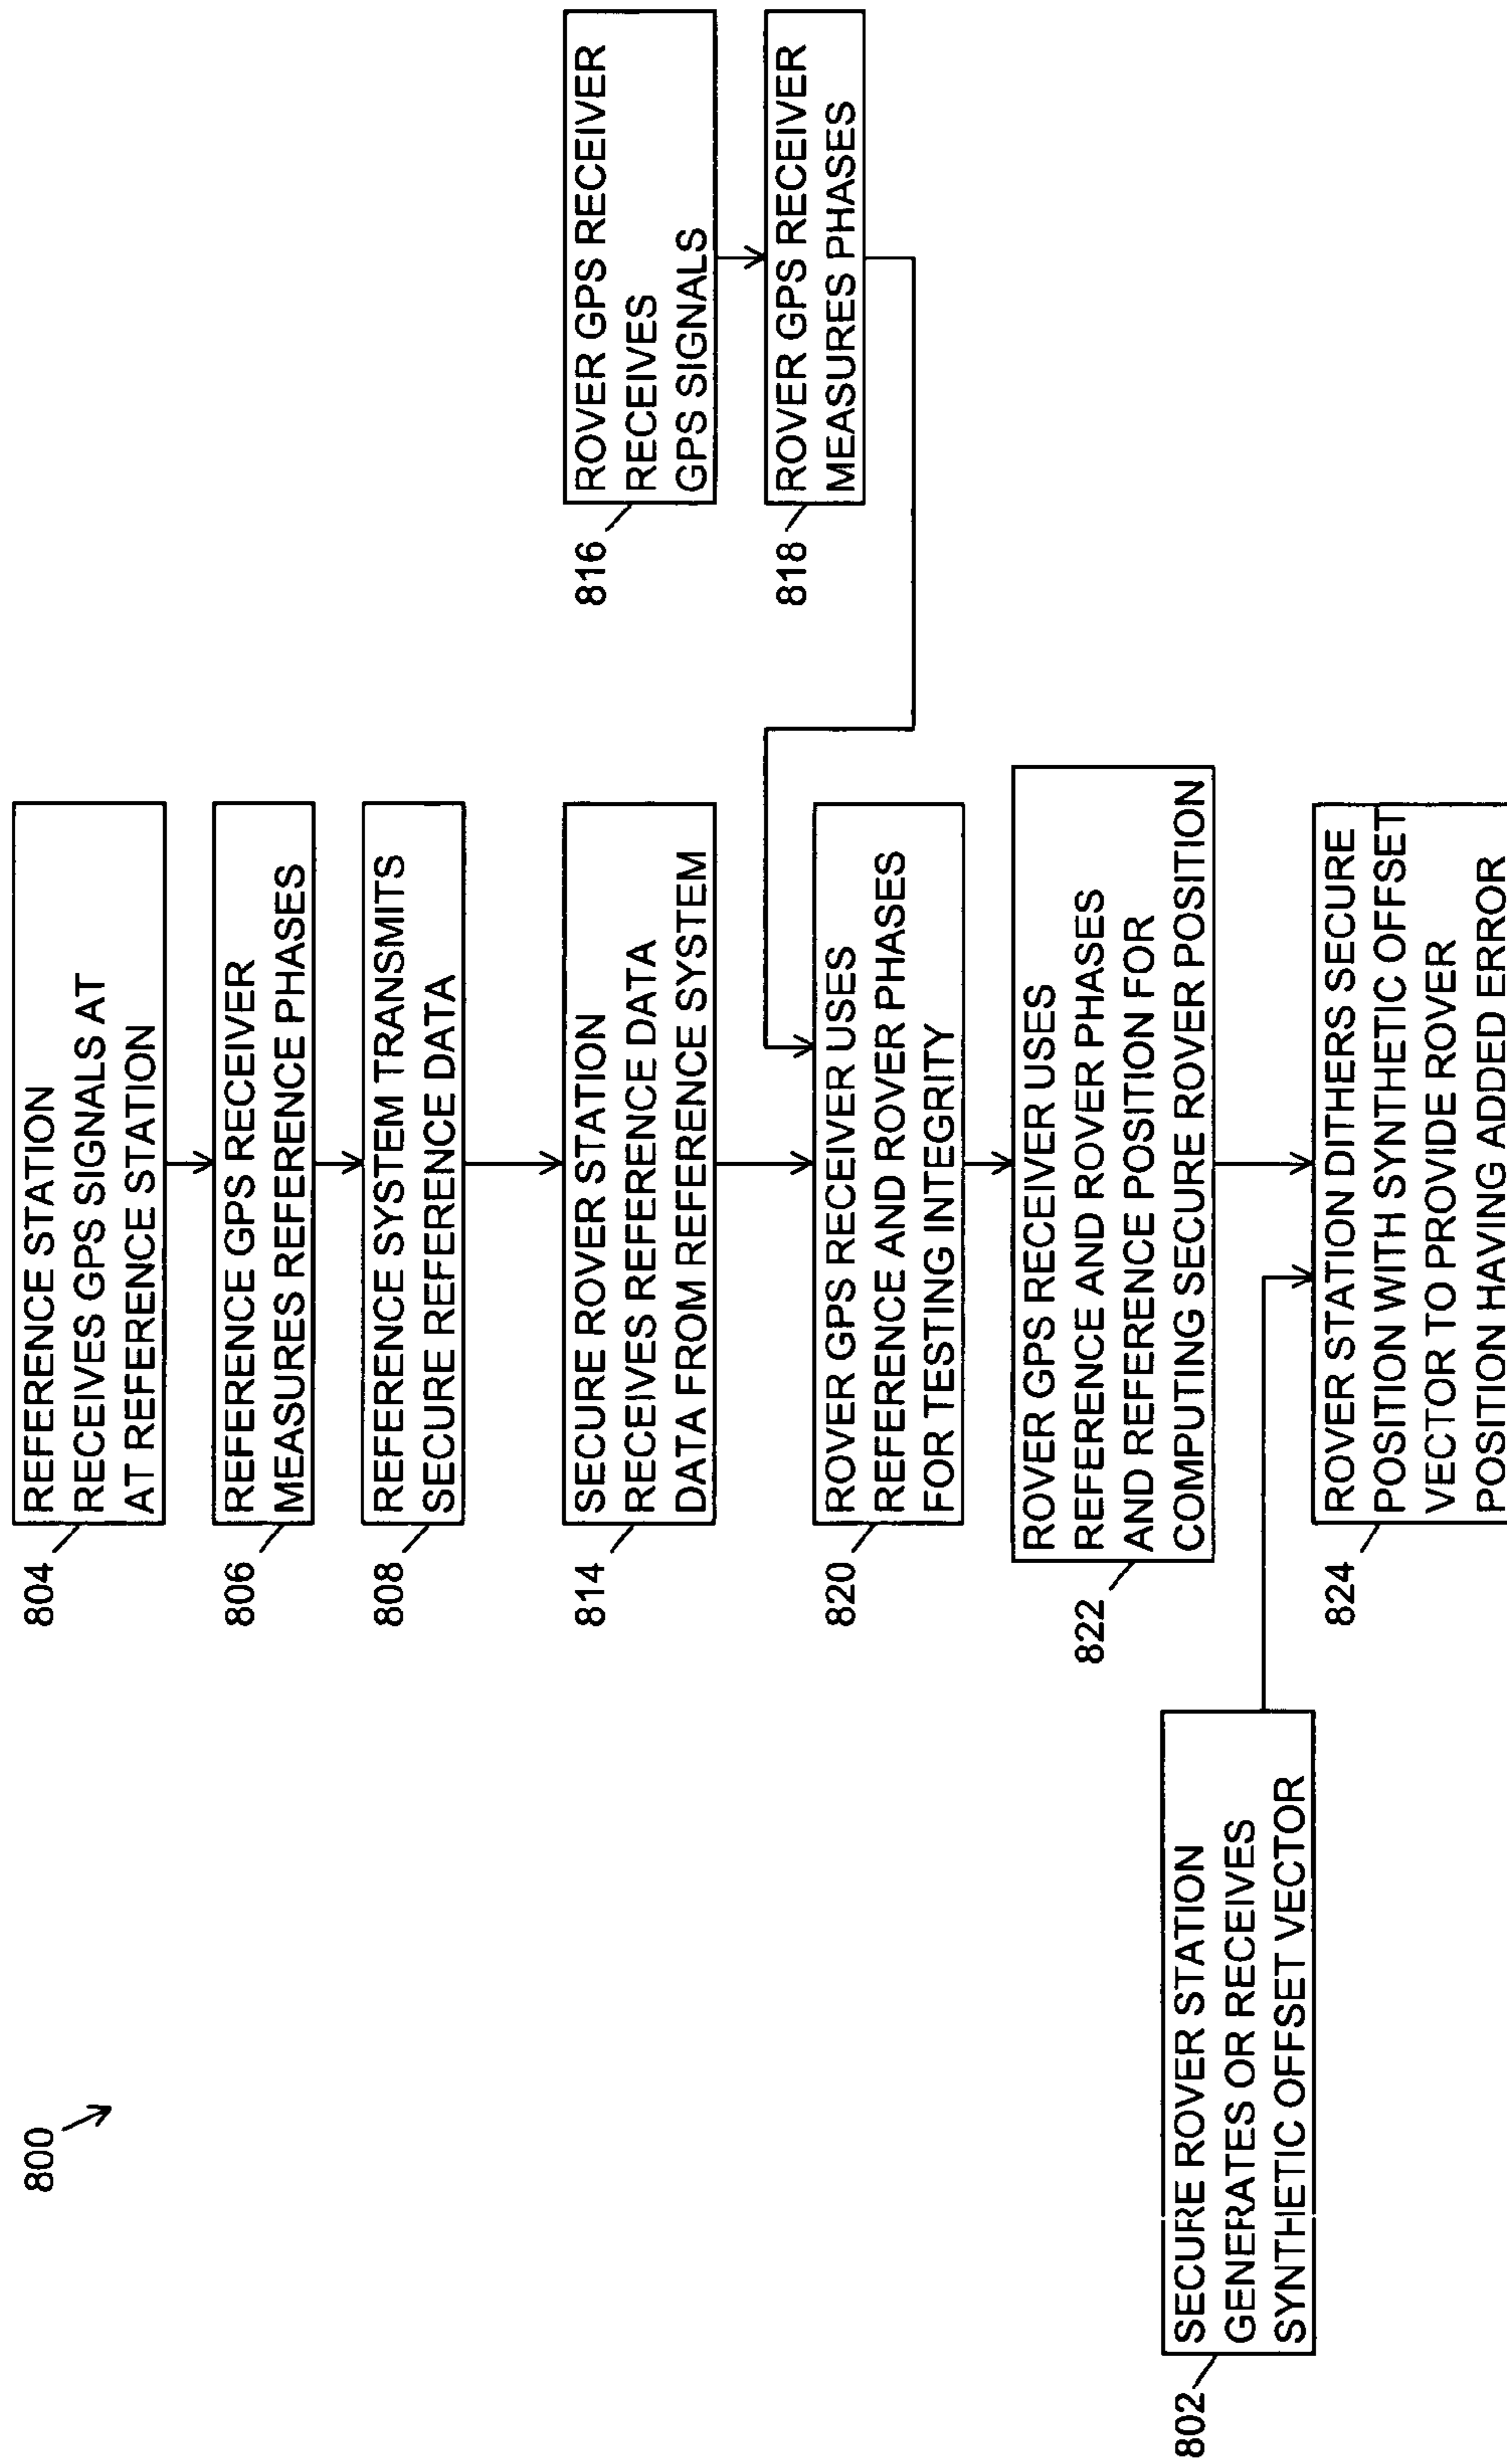 800
804
REFERENCE STATION
RECEIVES GPS SIGNALS AT
AT REFERENCE STATION
806
REFERENCE GPS RECEIVER
MEASURES REFERENCE PHASES
808
REFERENCE SYSTEM TRANSMITS
SECURE REFERENCE DATA
814
SECURE ROVER STATION
RECEIVES REFERENCE DATA
DATA FROM REFERENCE SYSTEM
816
ROVER GPS RECEIVER
RECEIVES
GPS SIGNALS
818
ROVER GPS RECEIVER
MEASURES PHASES
820
ROVER GPS RECEIVER USES
REFERENCE AND ROVER PHASES
FOR TESTING INTEGRITY
822
ROVER GPS RECEIVER USES
REFERENCE AND ROVER PHASES
AND REFERENCE POSITION FOR
COMPUTING SECURE ROVER POSITION
802
SECURE ROVER STATION
GENERATES OR RECEIVES
SYNTHETIC OFFSET VECTOR
824
ROVER STATION DITHERS SECURE
POSITION WITH SYNTHETIC OFFSET
VECTOR TO PROVIDE ROVER
POSITION HAVING ADDED ERROR